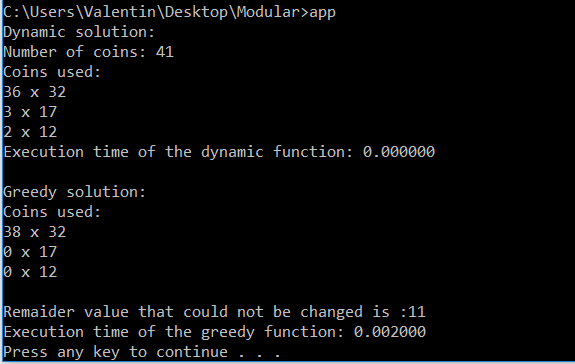 C:\Users\Valentin\Desktop\Modular>app
Dynamic solution:
Number of coins: 41
Coins used:
36 x 32
3 x 17
2 x 12
Execution time of the dynamic function: 0.000000
Greedy solution:
Coins used:
38 x 32
0 x 17
0 x 12
Remaider value that could not be changed is :11
Execution time of the greedy function: 0.002000
Press any key to continue . . .